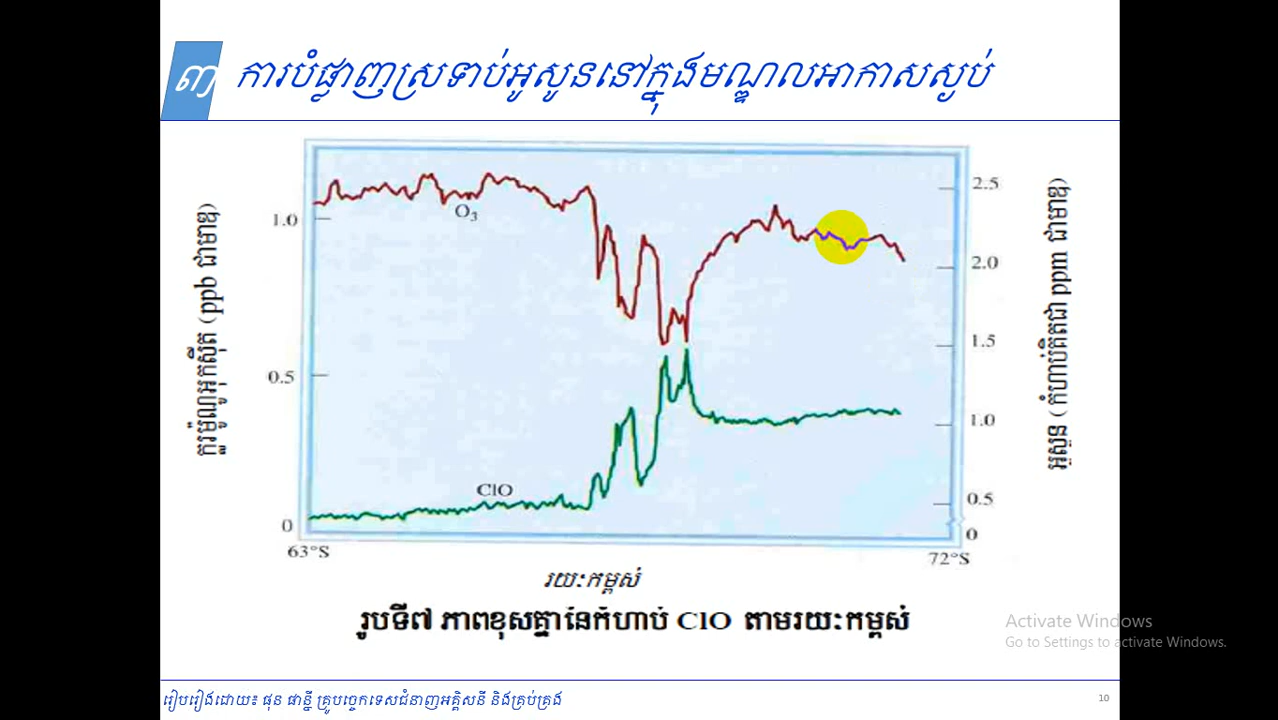 ៣ ការបំផ្លាញស្រទាប់អូសូននៅក្នុងមណ្ឌលអាកាសស្ងប់
ក្លរម៉ូណូអុកស៊ីត (ppb ជាមាឌ)
1.0
0.5
0
O3
ClO
2.5
2.0
1.5
1.0
0.5
0
អូសូន ( កំហាប់គិតជា ppm ជាមាឌ)
63°S
72°S
រយៈកម្ពស់
រូបទី៧ ភាពខុសគ្នានៃកំហាប់ ClO តាមរយៈកម្ពស់
Activate Windows
Go to Settings to activate Windows.
រៀបរៀងដោយ៖ ផុន ផានី្ន គ្រូបច្ចេកទេសជំនាញអគ្គិសនី និងគ្រប់គ្រង
10